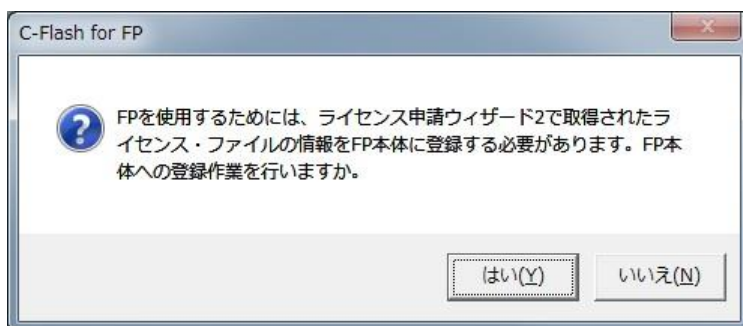 C-Flash for FP
FPを使用するためには、ライセンス申請ウィザード2で取得されたラ
イセンス・ファイルの情報をFP本体に登録する必要があります。FP本
体への登録作業を行いますか。
はい(Y)
いいえ(N)